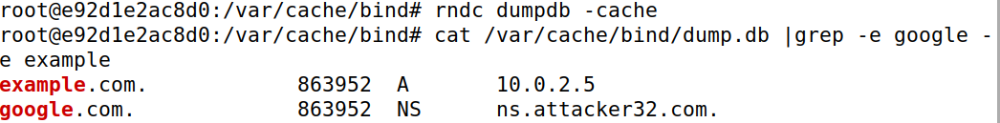 root@e92d1e2ac8d0:/var/cache/bind# rndc dumpdb -cache
root@e92d1e2ac8d0:/var/cache/bind# cat /var/cache/bind/dump.db |grep -e google -
e example
example.com. 863952 A 10.0.2.5
google.com. 863952 NS ns.attacker32.com.